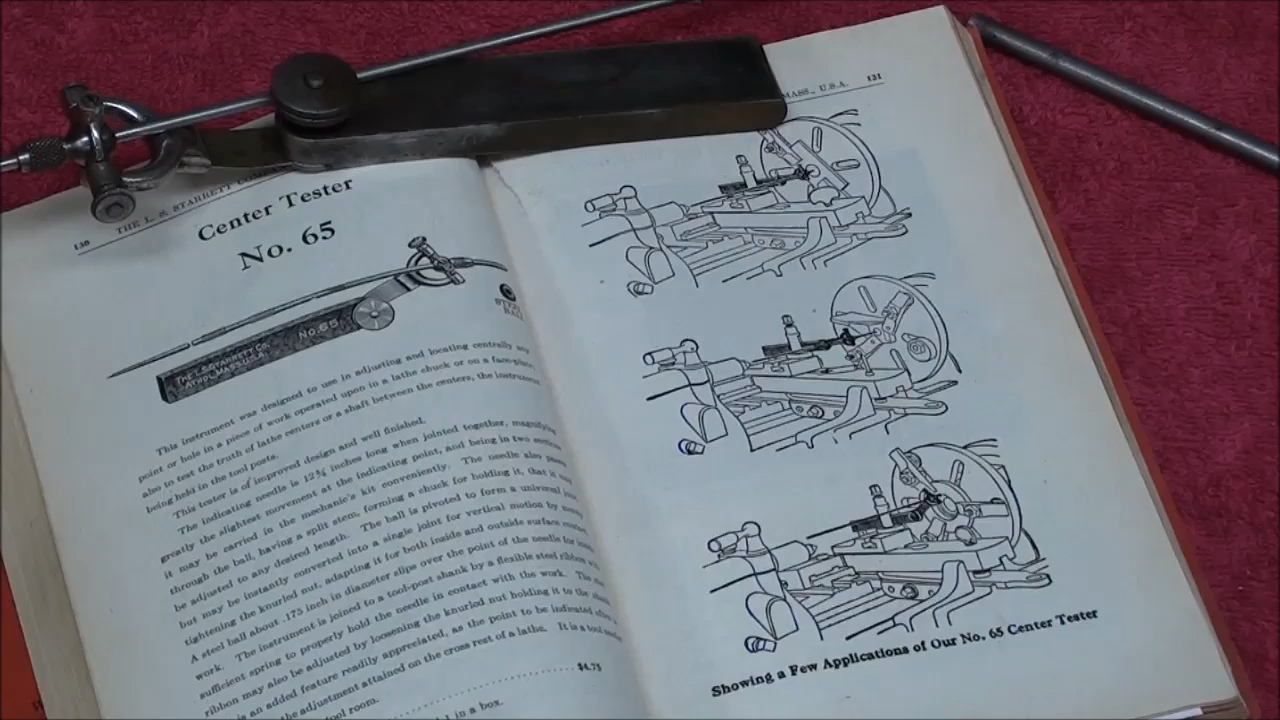 130 THE L. S. STARRETT
Center Tester
No. 65
No. 65
THE L. S. STARRETT CO.
ATHOL, MASS. U.S.A.
STEEL
BALL
This instrument was designed to use in adjusting and locating centrally any
point or hole in a piece of work operated upon in a lathe chuck or on a face-plate,
also to test the truth of lathe centers or a shaft between the centers, the instrument
being held in the tool post.
This tester is of improved design and well finished.
The indicating needle is 12¾ inches long when jointed together, magnifying
greatly the slightest movement at the indicating point, and being in two sections
it may be carried in the mechanic's kit conveniently. The needle also passes
through the ball, having a split stem, forming a chuck for holding it, that it may
be adjusted to any desired length. The ball is pivoted to form a universal joint
but may be instantly converted into a single joint for vertical motion by
tightening the knurled nut, adapting it for both inside and outside surface
A steel ball about .175 inch in diameter slips over the point of the needle for
work. The instrument is joined to a tool-post shank by a flexible steel ribbon
sufficient spring to properly hold the needle in contact with the work. The
ribbon may also be adjusted by loosening the knurled nut holding it to the
is an added feature readily appreciated, as the point to be indicated
the adjustment attained on the cross rest of a lathe. It is a tool
tool room.
$4.75
in a box.
MASS., U.S.A. 131
Showing a Few Applications of Our No. 65 Center Tester